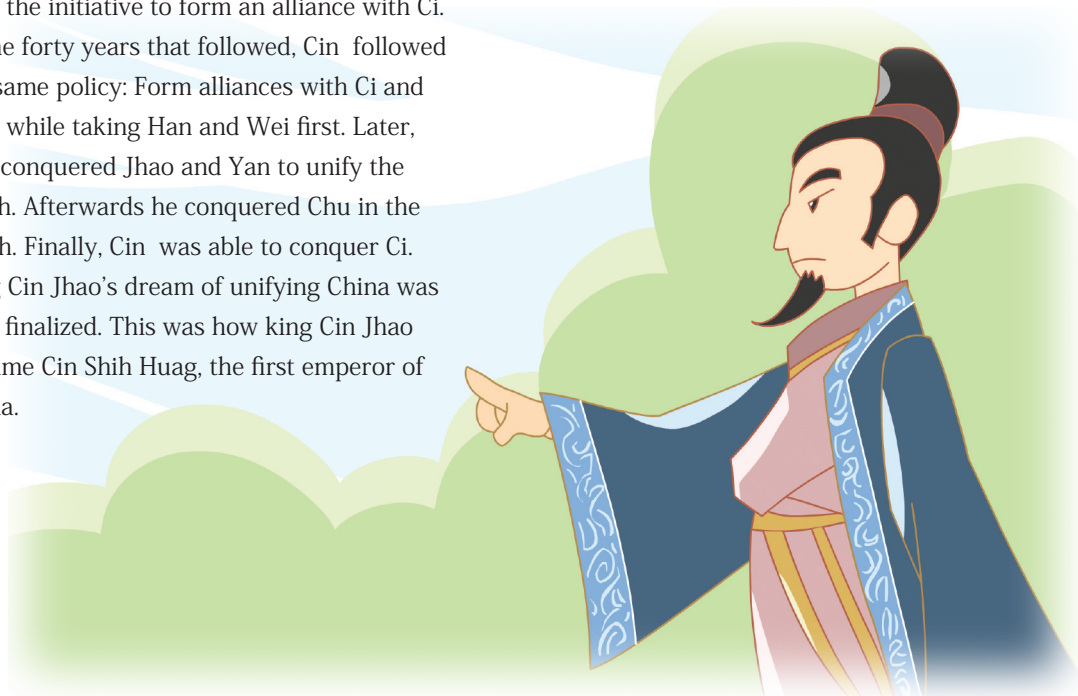 the initiative to form an alliance with Ci.
forty years that followed, Cin followed
same policy: Form alliances with Ci and
while taking Han and Wei first. Later,
conquered Jhao and Yan to unify the
Afterwards he conquered Chu in the
Finally, Cin was able to conquer Ci.
Cin Jhao’s dream of unifying China was
finalized. This was how king Cin Jhao
Cin Shih Huag, the first emperor of